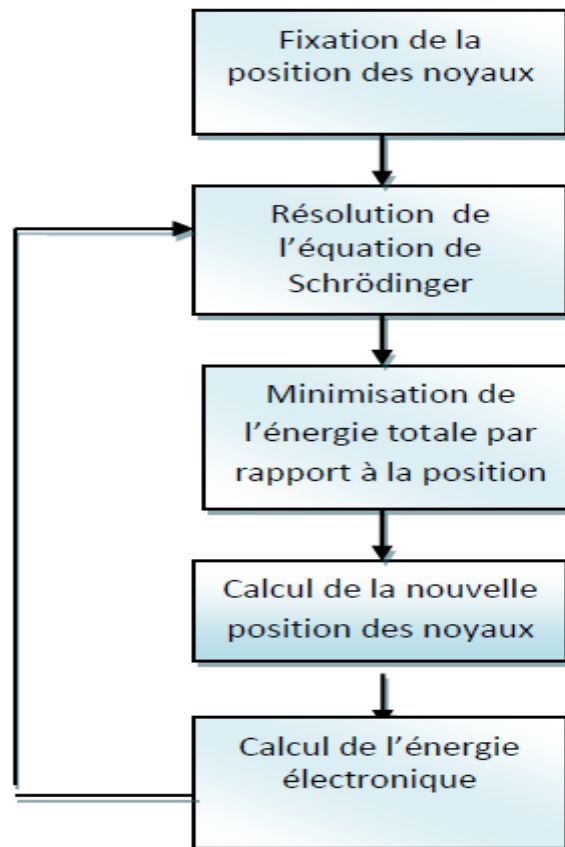 Fixation de la
position des noyaux
Résolution de
l’équation de
Schrödinger
Minimisation de
l’énergie totale par
rapport à la position
Calcul de la nouvelle
position des noyaux
Calcul de l’énergie
électronique